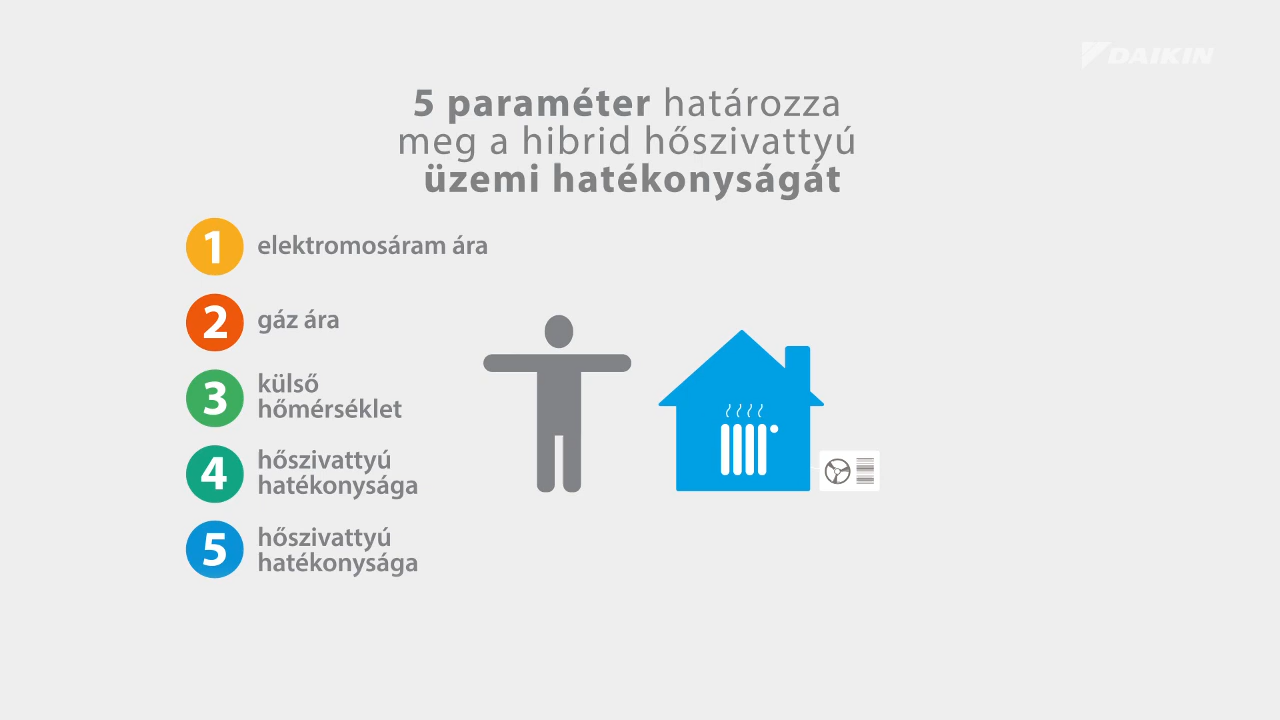 DAIKIN
5 paraméter határozza
meg a hibrid hőszivattyú
üzemi hatékonyságát
1 elektromosáram ára
2 gáz ára
3 külső
hőmérséklet
4 hőszivattyú
hatékonysága
5 hőszivattyú
hatékonysága